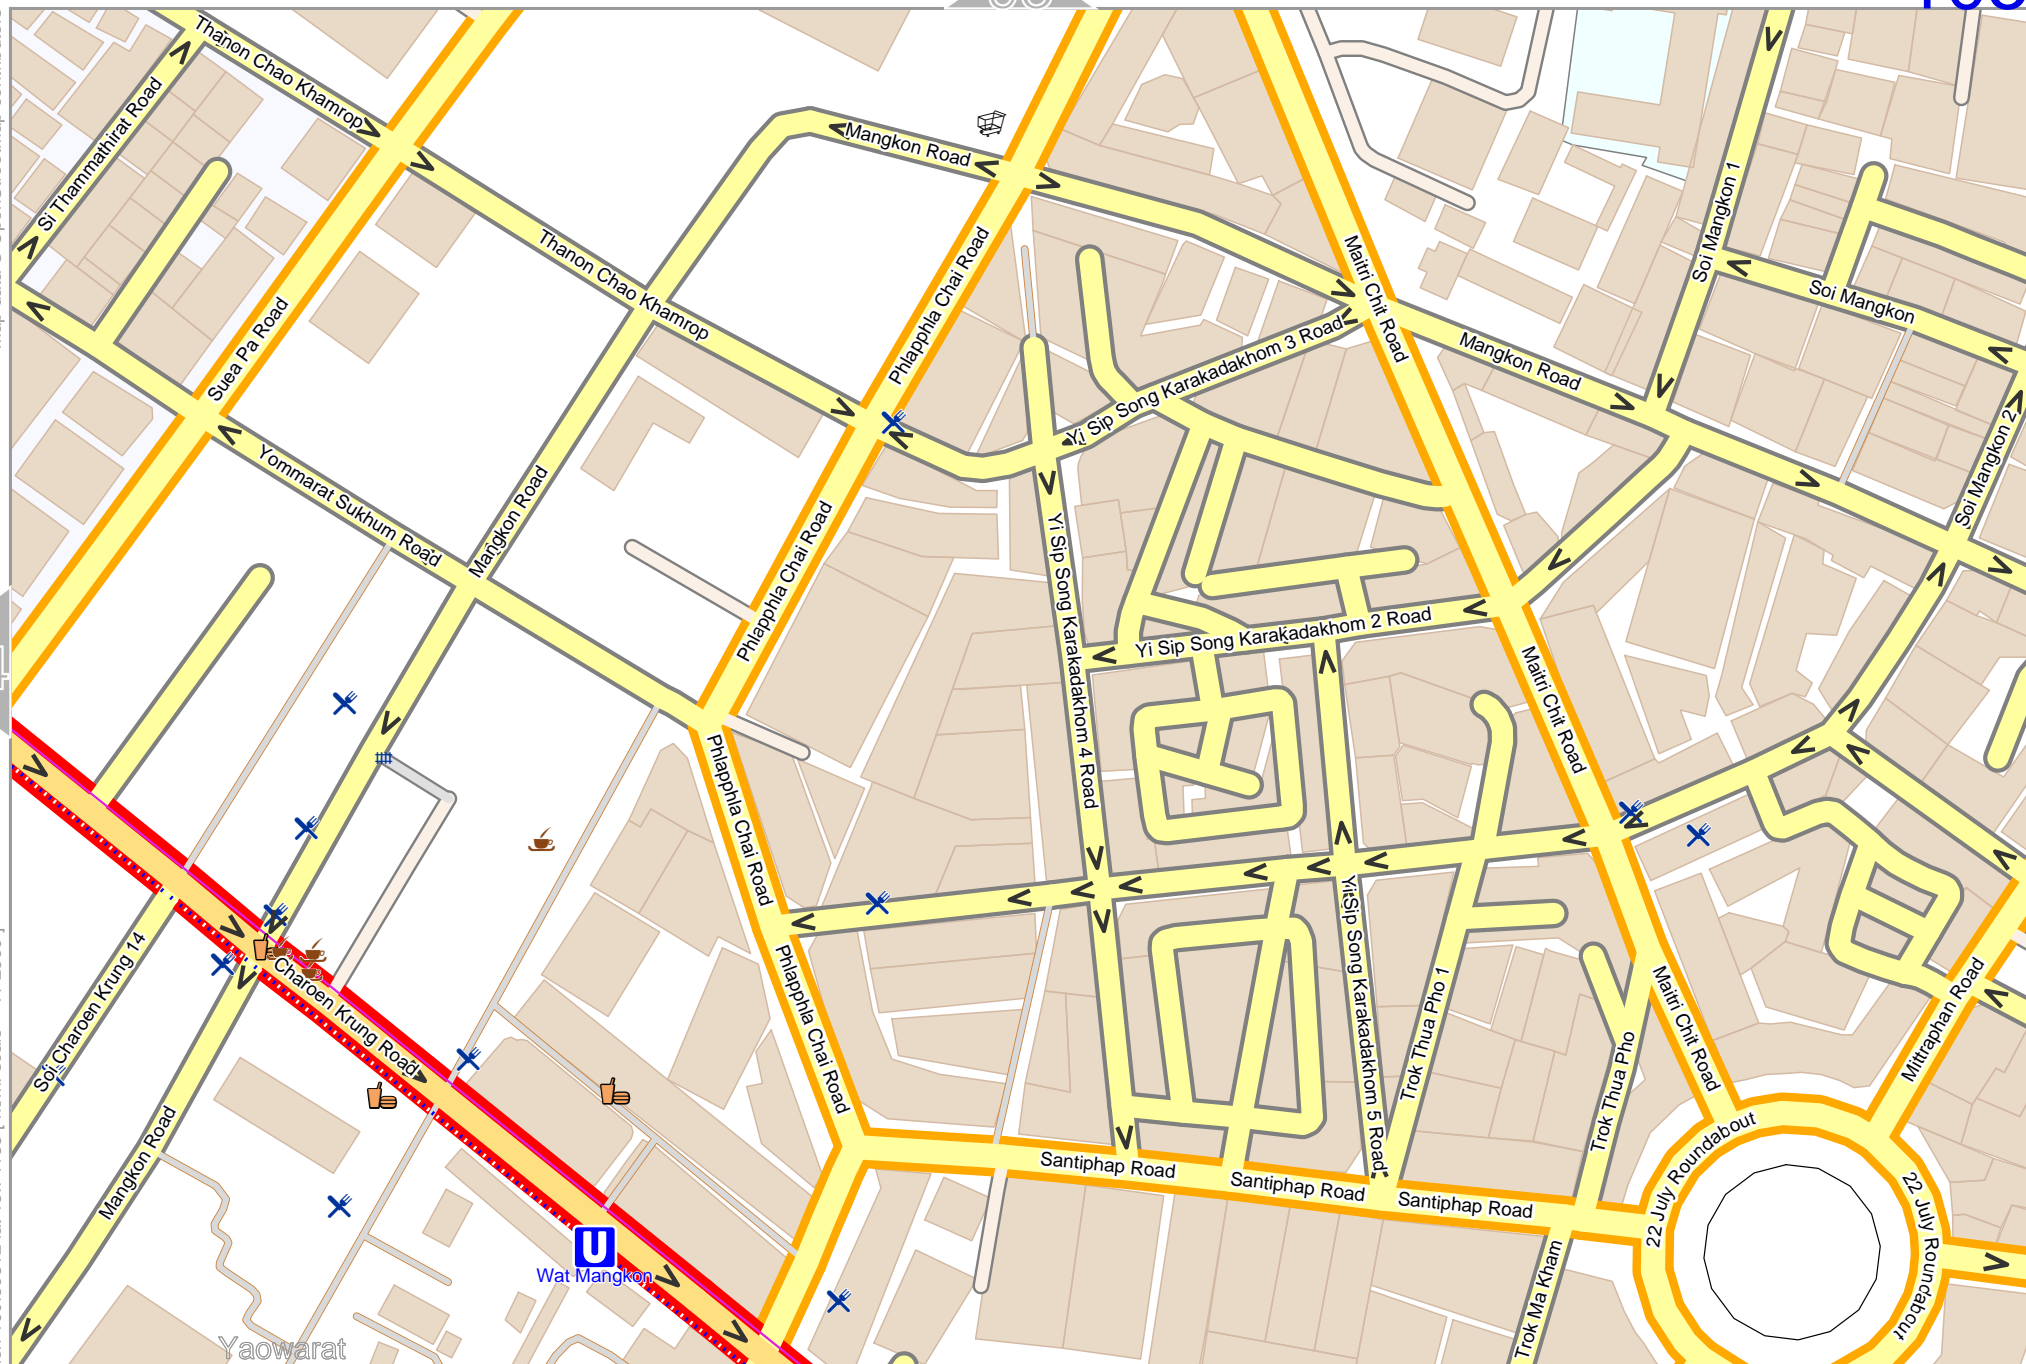 Thanon Chao Khamrop
Si Thammathirat Road
Mangkon Road
Suea Pa Road
Thanon Chao Khamrop
Phlapphla Chai Road
Maitri Chit Road
Soi Mangkon 1
Soi Mangkon
Yi Sip Song Karakadakhom 3 Road
Mangkon Road
Soi Mangkon 2
Yommarat Sukhum Road
Mangkon Road
Phlapphla Chai Road
Yi Sip Song Karakadakhom 4 Road
Yi Sip Song Karakadakhom 2 Road
Maitri Chit Road
Phlapphla Chai Road
Soi Charoen Krung 14
Charoen Krung Road
Phlapphla Chai Road
Yi Sip Song Karakadakhom 5 Road
Trok Thua Pho 1
Trok Thua Pho
Maitri Chit Road
Mittraphan Road
Mangkon Road
Santiphap Road
Santiphap Road
Santiphap Road
22 July Roundabout
22 July Roundabout
Trok Ma Kham
U
Wat Mangkon
Yaowarat